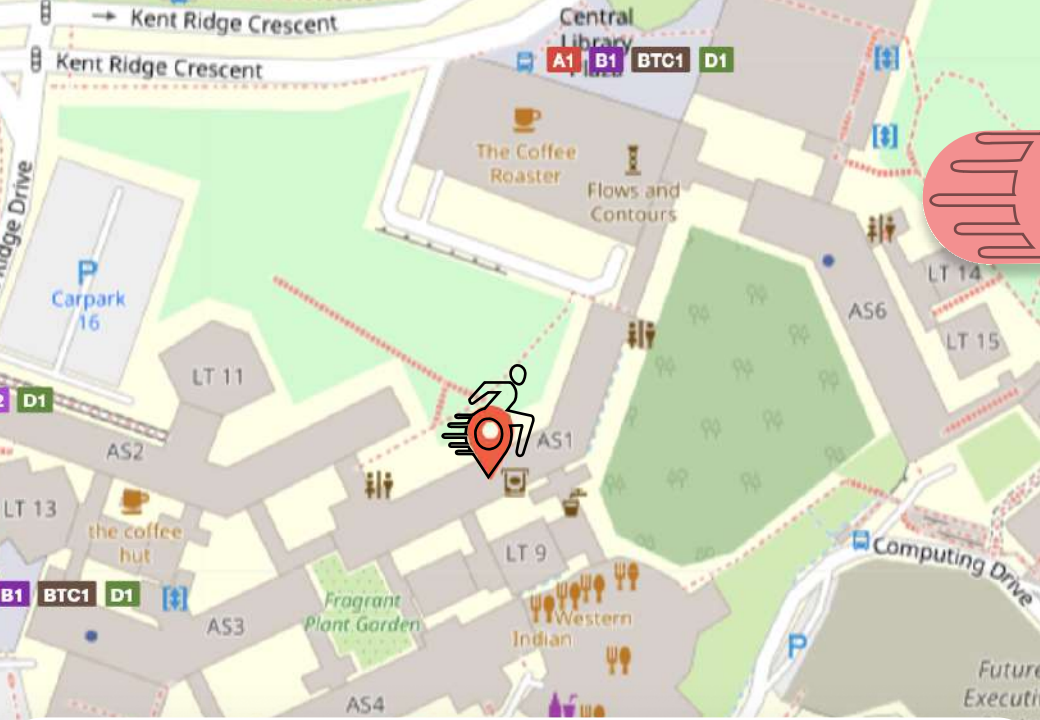 Kent Ridge Crescent
Kent Ridge Crescent
Central
Library
Plaza
A1 B1 BTC1 D1
The Coffee
Roaster
Flows and
Contours
Ridge Drive
P
Carpark
16
LT 14
AS6
LT 15
LT 11
2 D1
AS1
AS2
LT 13
the coffee
hut
LT 9
Computing Drive
B1 BTC1 D1
Fragrant
Plant Garden
Western
Indian
AS3
P
AS4
Future
Executi